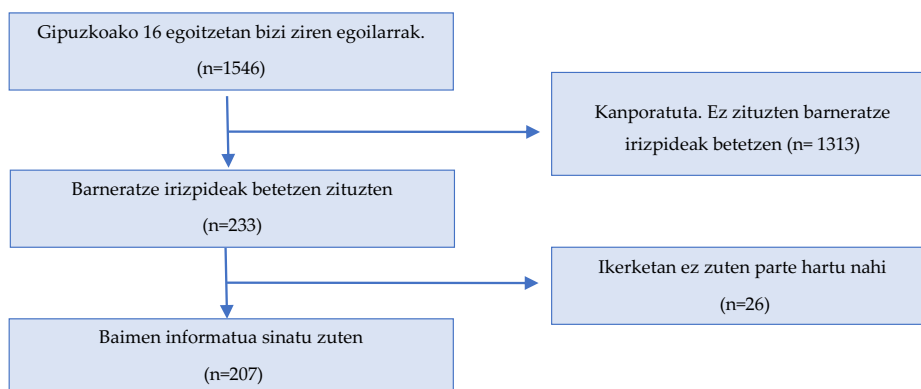 Gipuzkoako 16 egoitzetan bizi ziren egoilarrak.
(n=1546)
Kanporatuta. Ez zituzten barneratze
irizpideak betetzen (n= 1313)
Barneratze irizpideak betetzen zituzten
(n=233)
Ikerketan ez zuten parte hartu nahi
(n=26)
Baimen informatua sinatu zuten
(n=207)